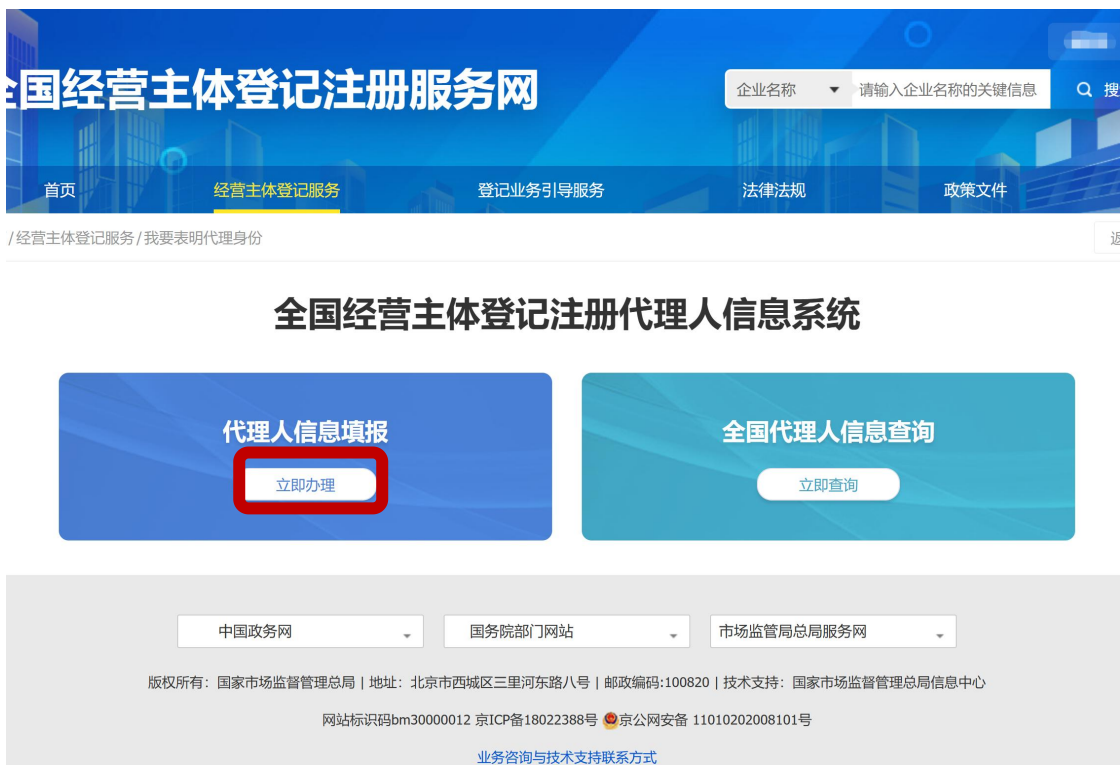 全国经营主体登记注册服务网
企业名称 请输入企业名称的关键信息 搜
首页 经营主体登记服务 登记业务引导服务 法律法规 政策文件
/经营主体登记服务/我要表明代理身份 返
全国经营主体登记注册代理人信息系统
代理人信息填报 全国代理人信息查询
立即办理 立即查询
中国政务网 国务院部门网站 市场监管局总局服务网
版权所有：国家市场监督管理总局 | 地址：北京市西城区三里河东路八号 | 邮政编码:100820 | 技术支持：国家市场监督管理总局信息中心
网站标识码bm30000012 京ICP备18022388号 京公网安备 11010202008101号
业务咨询与技术支持联系方式